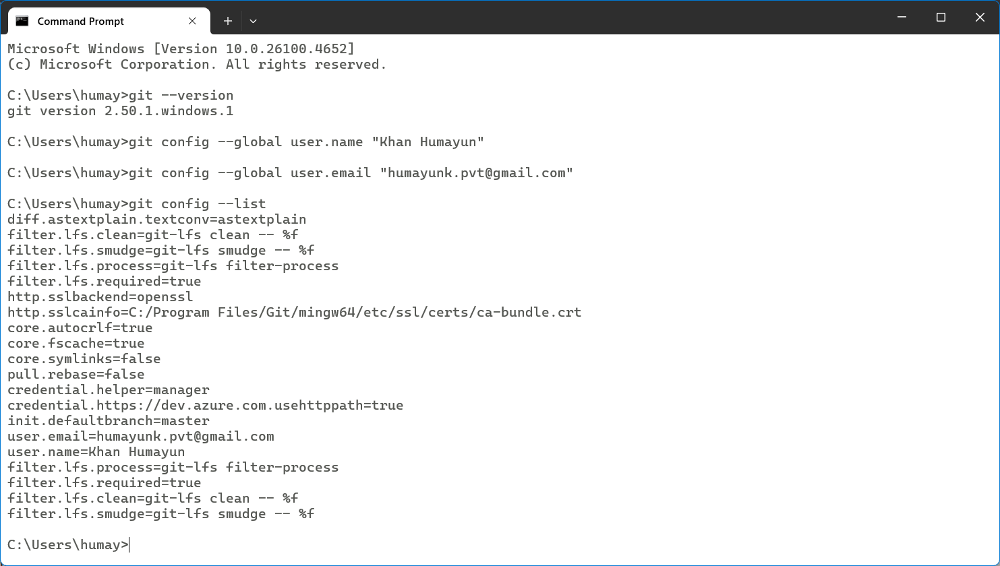 Command Prompt
Microsoft Windows [Version 10.0.26100.4652]
(c) Microsoft Corporation. All rights reserved.
C:\Users\humay>git --version
git version 2.50.1.windows.1
C:\Users\humay>git config --global user.name "Khan Humayun"
C:\Users\humay>git config --global user.email "humayunk.pvt@gmail.com"
C:\Users\humay>git config --list
diff.astextplain.textconv=astextplain
filter.lfs.clean=git-lfs clean -- %f
filter.lfs.smudge=git-lfs smudge -- %f
filter.lfs.process=git-lfs filter-process
filter.lfs.required=true
http.sslbackend=openssl
http.sslcainfo=C:/Program Files/Git/mingw64/etc/ssl/certs/ca-bundle.crt
core.autocrlf=true
core.fscache=true
core.symlinks=false
pull.rebase=false
credential.helper=manager
credential.https://dev.azure.com.usehttppath=true
init.defaultbranch=master
user.email=humayunk.pvt@gmail.com
user.name=Khan Humayun
filter.lfs.process=git-lfs filter-process
filter.lfs.required=true
filter.lfs.clean=git-lfs clean -- %f
filter.lfs.smudge=git-lfs smudge -- %f
C:\Users\humay>